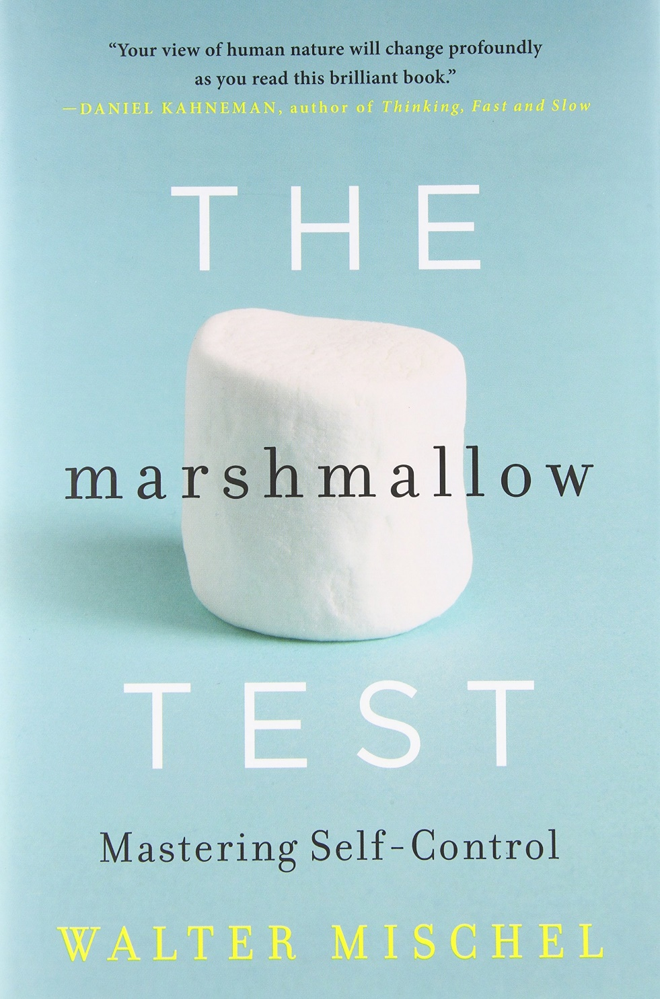 “Your view of human nature will change profoundly
as you read this brilliant book.”
—DANIEL KAHNEMAN, author of Thinking, Fast and Slow
THE
marshmallow
TEST
Mastering Self-Control
WALTER MISCHEL